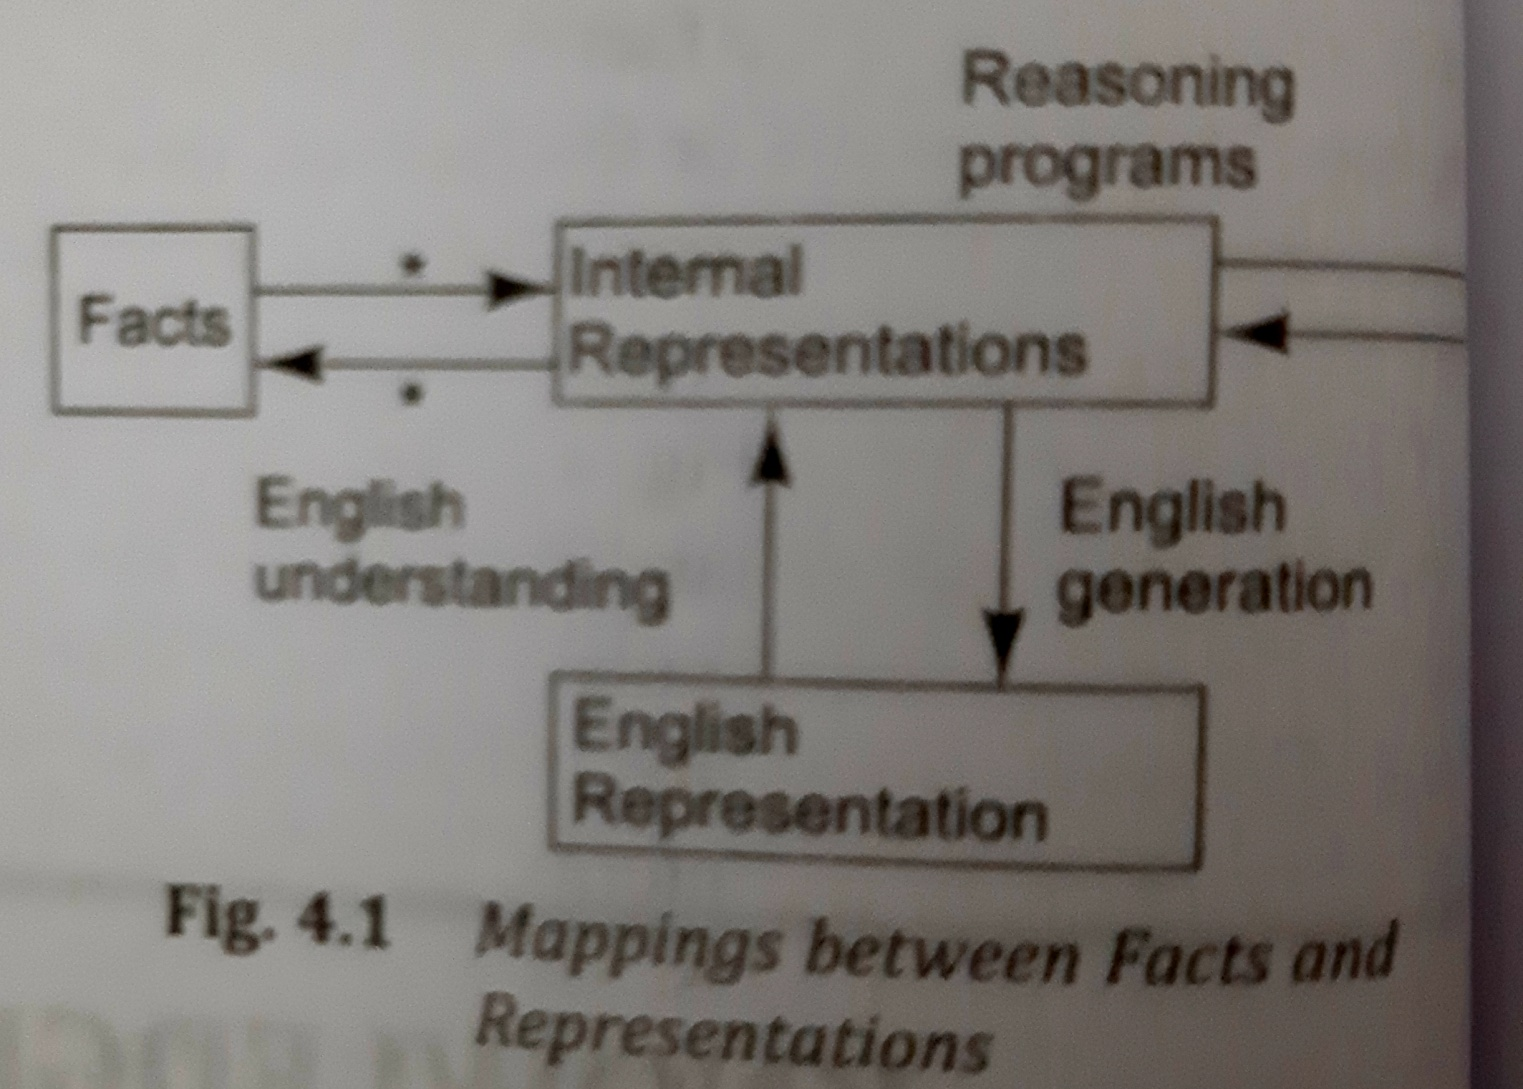 Reasoning
programs
Facts
*
Internal
Representations
*
English
understanding
English
generation
English
Representation
Fig. 4.1 Mappings between Facts and
Representations